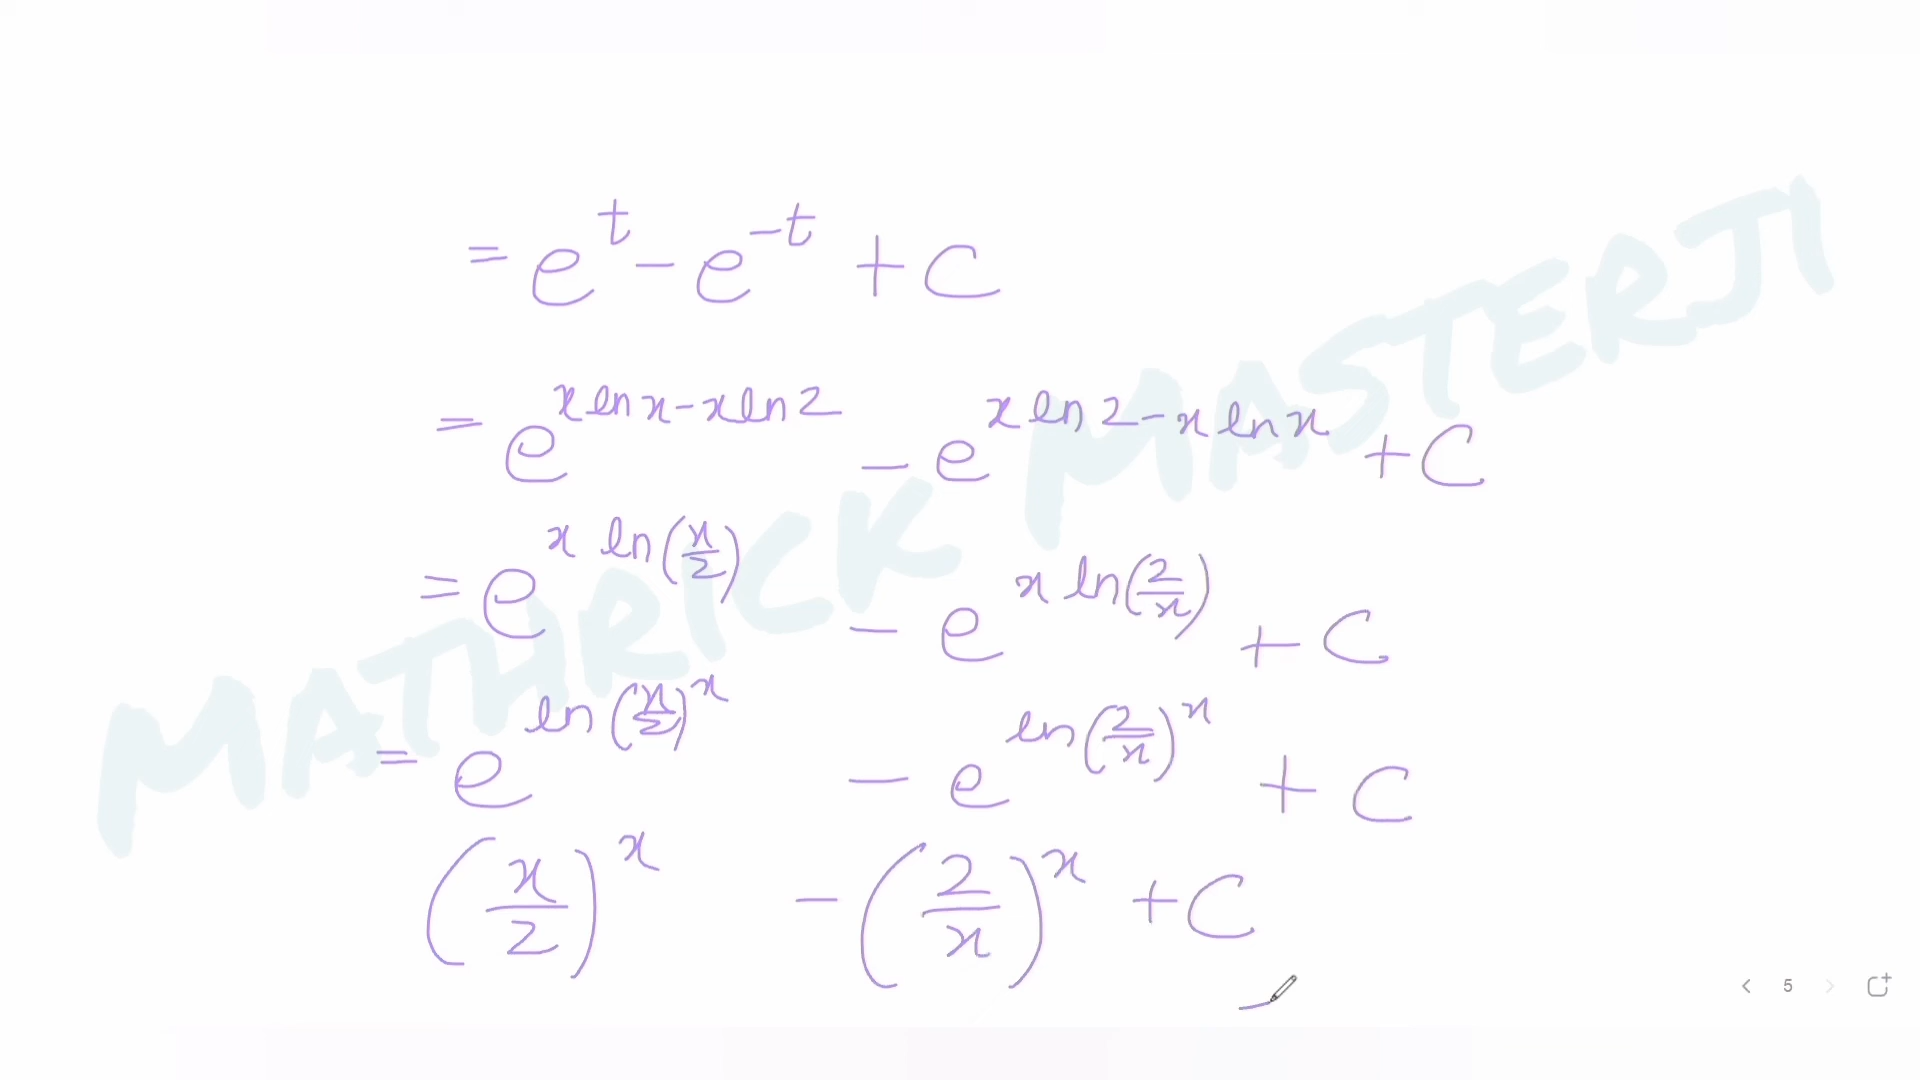 = e^t - e^-t + C
= e^(x ln x - x ln 2) - e^(x ln 2 - x ln x) + C
= e^(x ln(x/2)) - e^(x ln(2/x)) + C
= e^(ln(x/2)^x) - e^(ln(2/x)^x) + C
(x/2)^x - (2/x)^x + C
MATHRICK MASTERJI
< 5 >